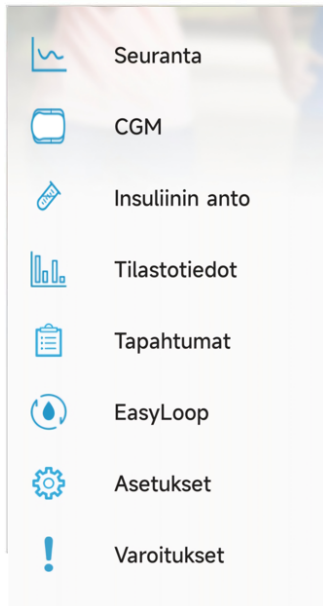 Seuranta
CGM
Insuliinin anto
Tilastotiedot
Tapahtumat
EasyLoop
Asetukset
Varoitukset